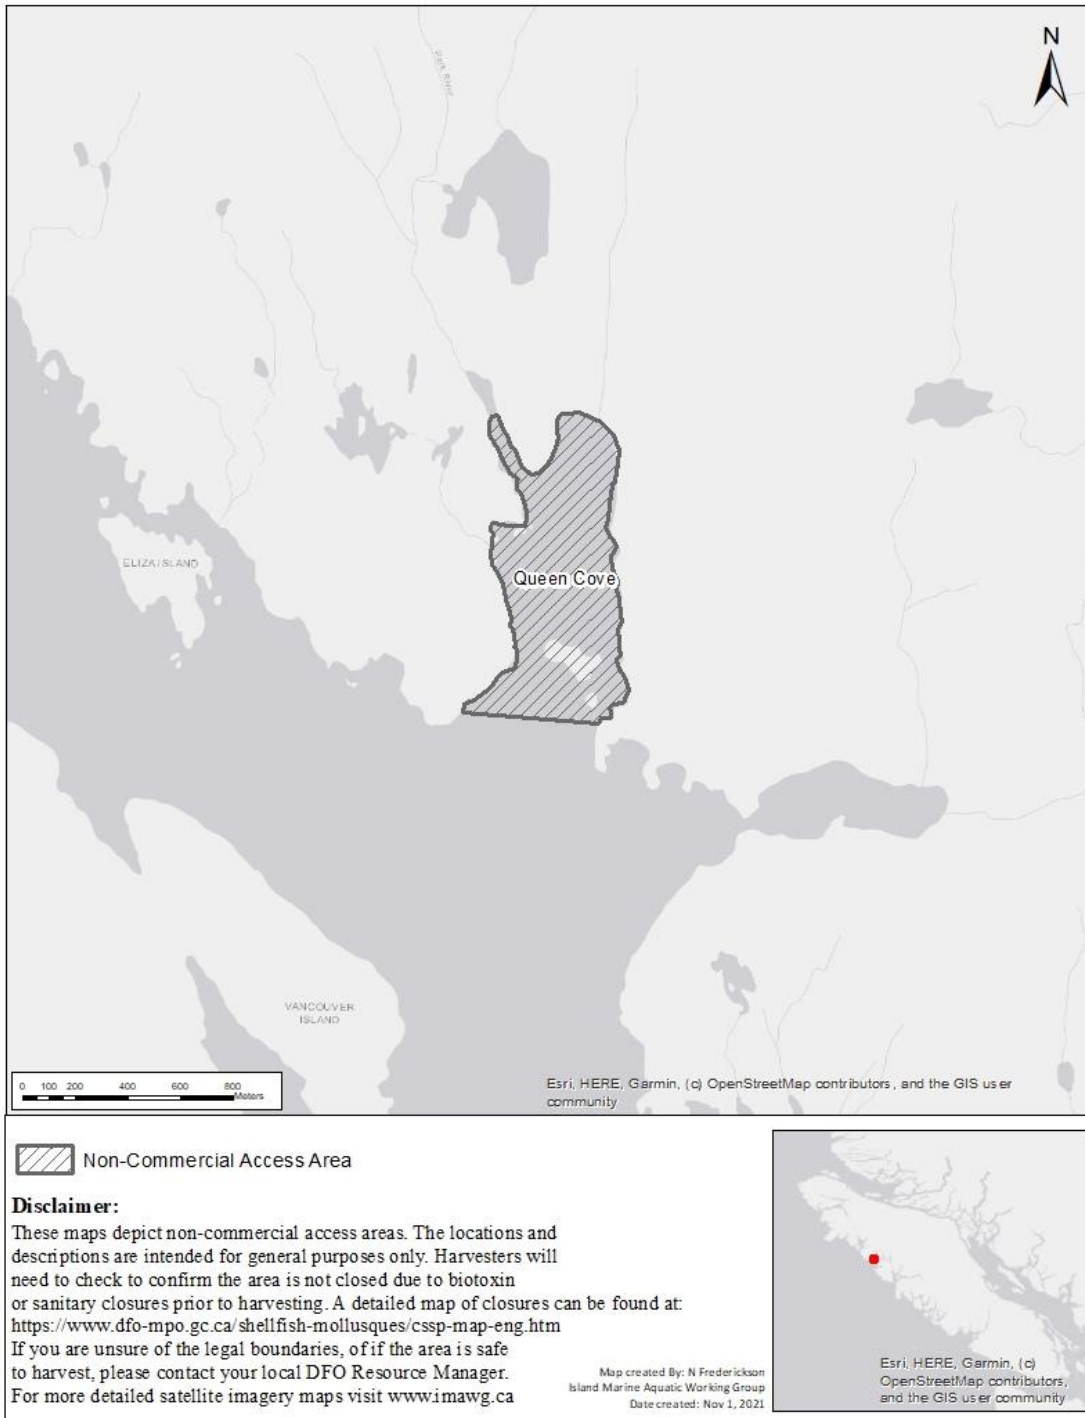 N
Park River
ELIZA ISLAND
Queen Cove
VANCOUVER
ISLAND
0 100 200 400 600 800
Meters
Esri, HERE, Garmin, (c) OpenStreetMap contributors, and the GIS user
community
Non-Commercial Access Area
Disclaimer:
These maps depict non-commercial access areas. The locations and
descriptions are intended for general purposes only. Harvesters will
need to check to confirm the area is not closed due to biotoxin
or sanitary closures prior to harvesting. A detailed map of closures can be found at:
https://www.dfo-mpo.gc.ca/shellfish-mollusques/cssp-map-eng.htm
If you are unsure of the legal boundaries, of if the area is safe
to harvest, please contact your local DFO Resource Manager.
For more detailed satellite imagery maps visit www.imawg.ca
Map created By: N Frederickson
Island Marine Aquatic Working Group
Date created: Nov 1, 2021
Esri, HERE, Garmin, (c)
OpenStreetMap contributors,
and the GIS user community